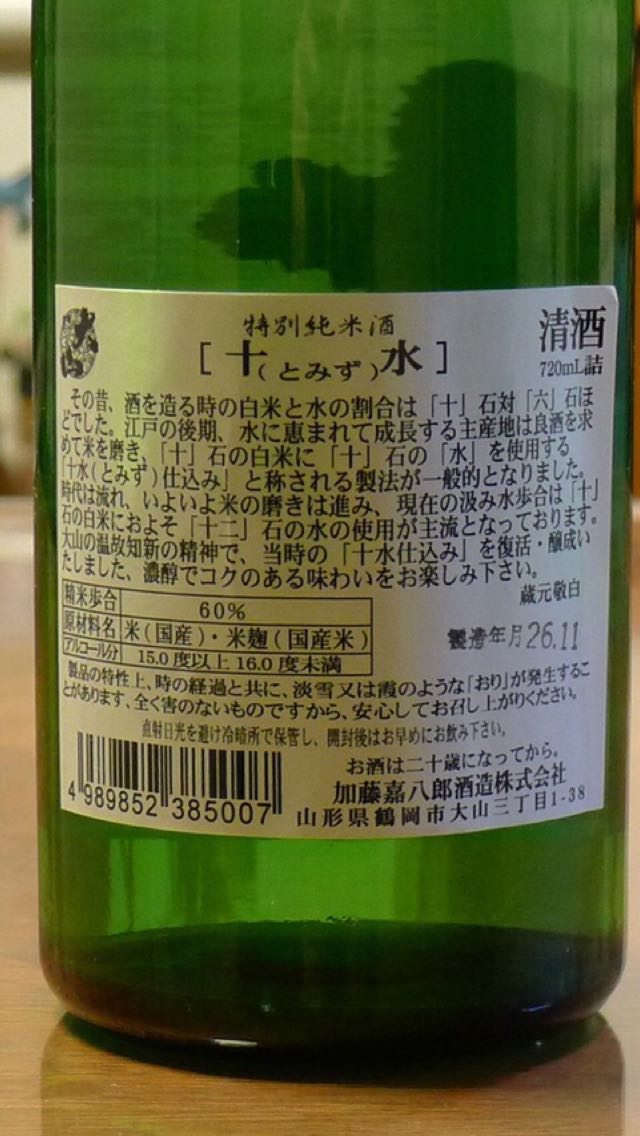 大山
特別純米酒
[十(とみず)水]
清酒
720mL詰
その昔、酒を造る時の白米と水の割合は「十」石対「六」石ほ
どでした。江戸の後期、水に恵まれて成長する主産地は良酒を求
めて米を磨き、「十」石の白米に「十」石の「水」を使用する
「十水(とみず)仕込み」と称される製法が一般的となりました。
時代は流れ、いよいよ米の磨きは進み、現在の汲み水歩合は「十」
石の白米におよそ「十二」石の水の使用が主流となっております。
大山の温故知新の精神で、当時の「十水仕込み」を復活・醸成い
たしました、濃醇でコクのある味わいをお楽しみ下さい。
蔵元敬白
精米歩合 60%
原材料名 米(国産)・米麹(国産米)
アルコール分 15.0度以上16.0度未満
製造年月26.11
製品の特性上、時の経過と共に、淡雪又は霞のような「おり」が発生するこ
とがあります、全く害のないものですから、安心してお召し上がりください。
直射日光を避け冷暗所で保管し、開封後はお早めにお飲み下さい。
お酒は二十歳になってから。
加藤嘉八郎酒造株式会社
山形県鶴岡市大山三丁目1-38
4 989852 385007